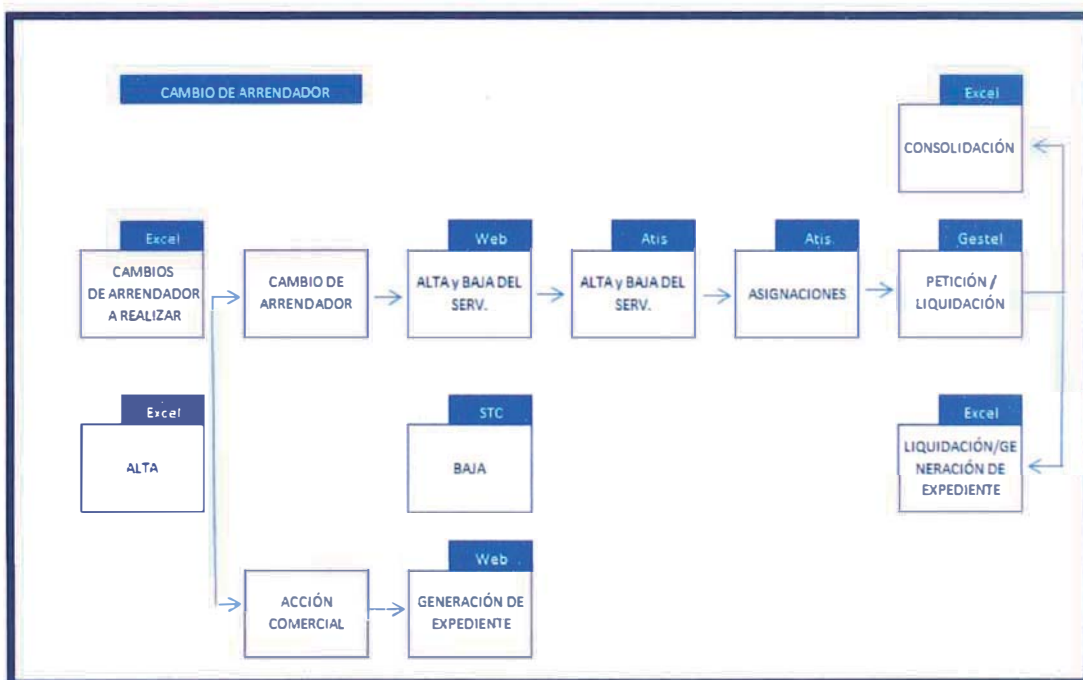 CAMBIO DE ARRENDADOR
Excel
CONSOLIDACIÓN
Excel
CAMBIOS
DE ARRENDADOR
A REALIZAR
CAMBIO DE
ARRENDADOR
Web
ALTA y BAJA DEL
SERV.
Atis
ALTA y BAJA DEL
SERV.
Atis.
ASIGNACIONES
Gestel
PETICIÓN /
LIQUIDACIÓN
Excel
ALTA
STC
BAJA
Excel
LIQUIDACIÓN/GE
NERACIÓN DE
EXPEDIENTE
ACCIÓN
COMERCIAL
Web
GENERACIÓN DE
EXPEDIENTE